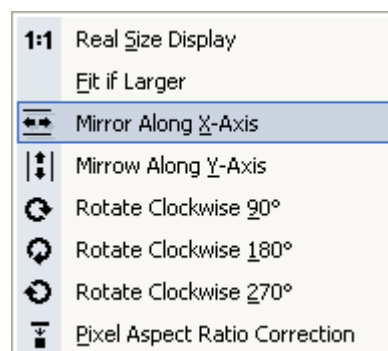 1:1 Real Size Display
Fit if Larger
Mirror Along X-Axis
Mirrow Along Y-Axis
Rotate Clockwise 90°
Rotate Clockwise 180°
Rotate Clockwise 270°
Pixel Aspect Ratio Correction